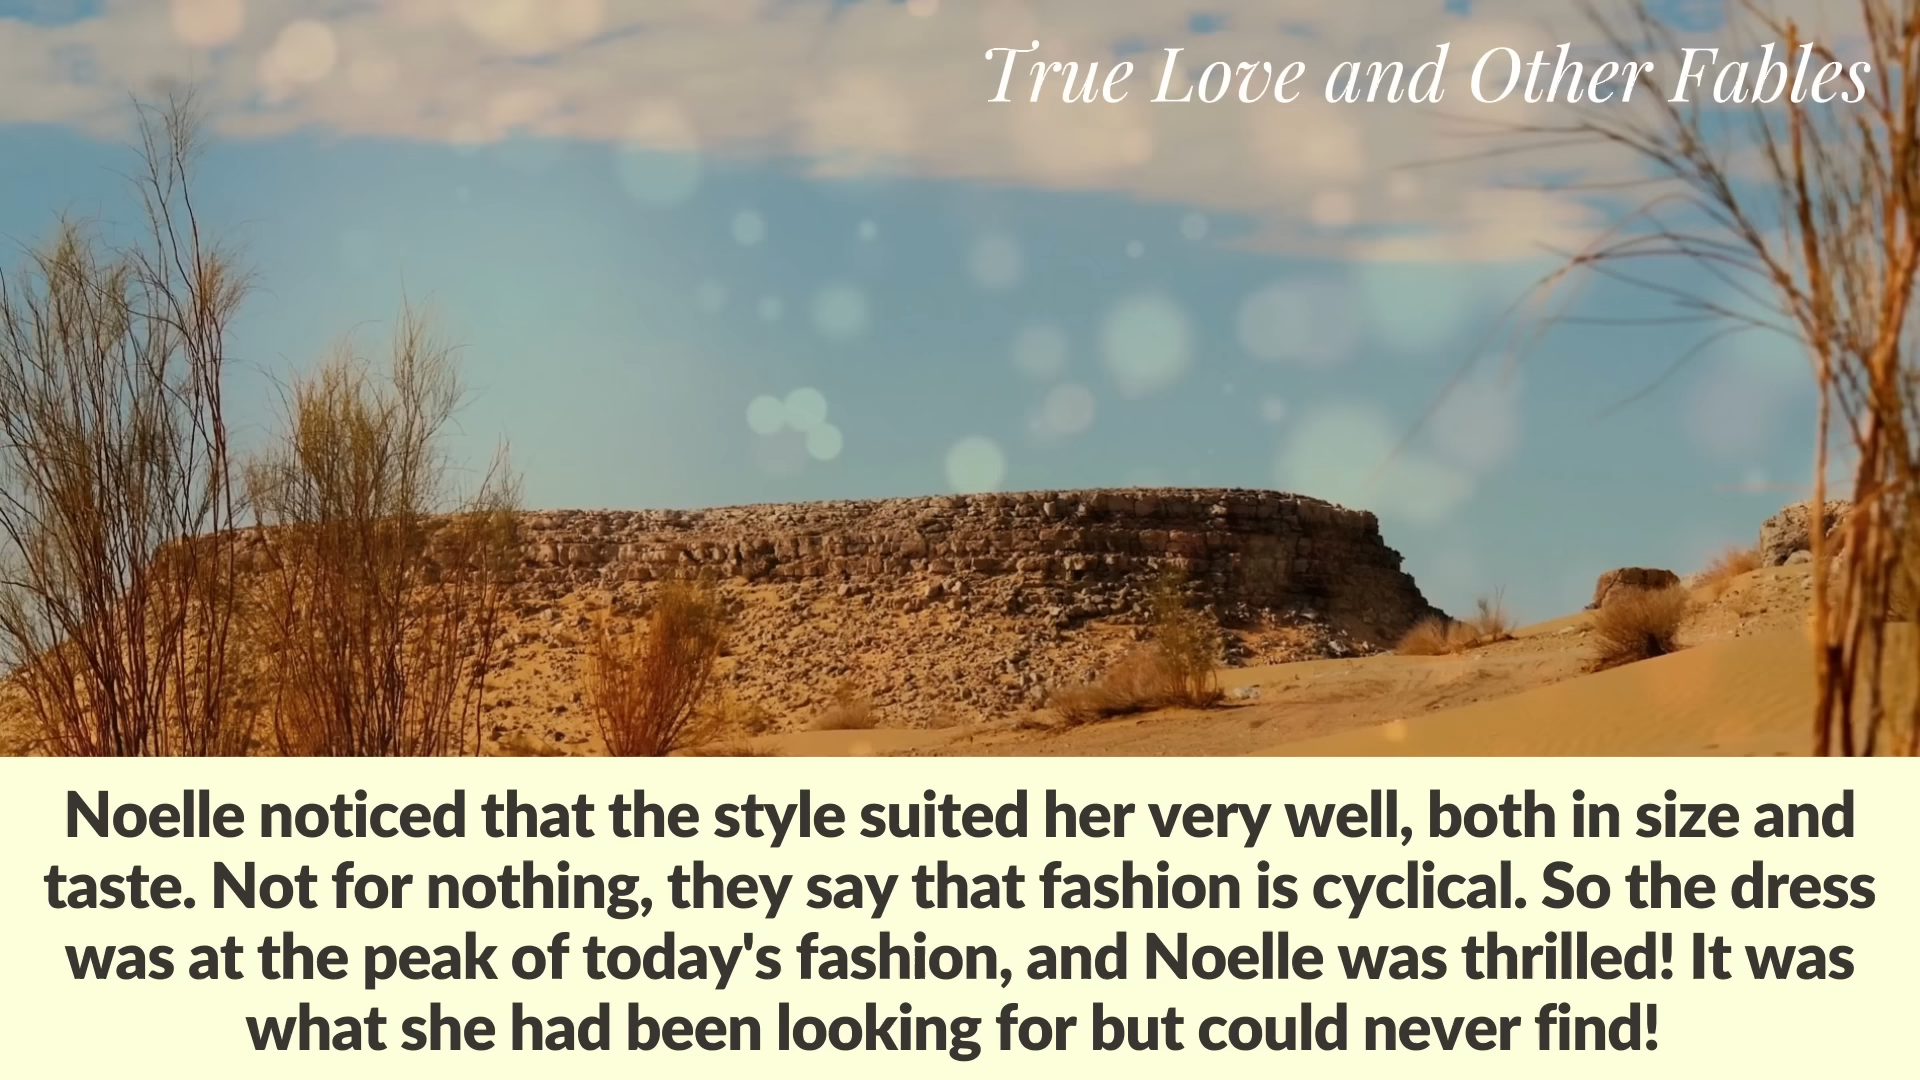 True Love and Other Fables
Noelle noticed that the style suited her very well, both in size and
taste. Not for nothing, they say that fashion is cyclical. So the dress
was at the peak of today's fashion, and Noelle was thrilled! It was
what she had been looking for but could never find!